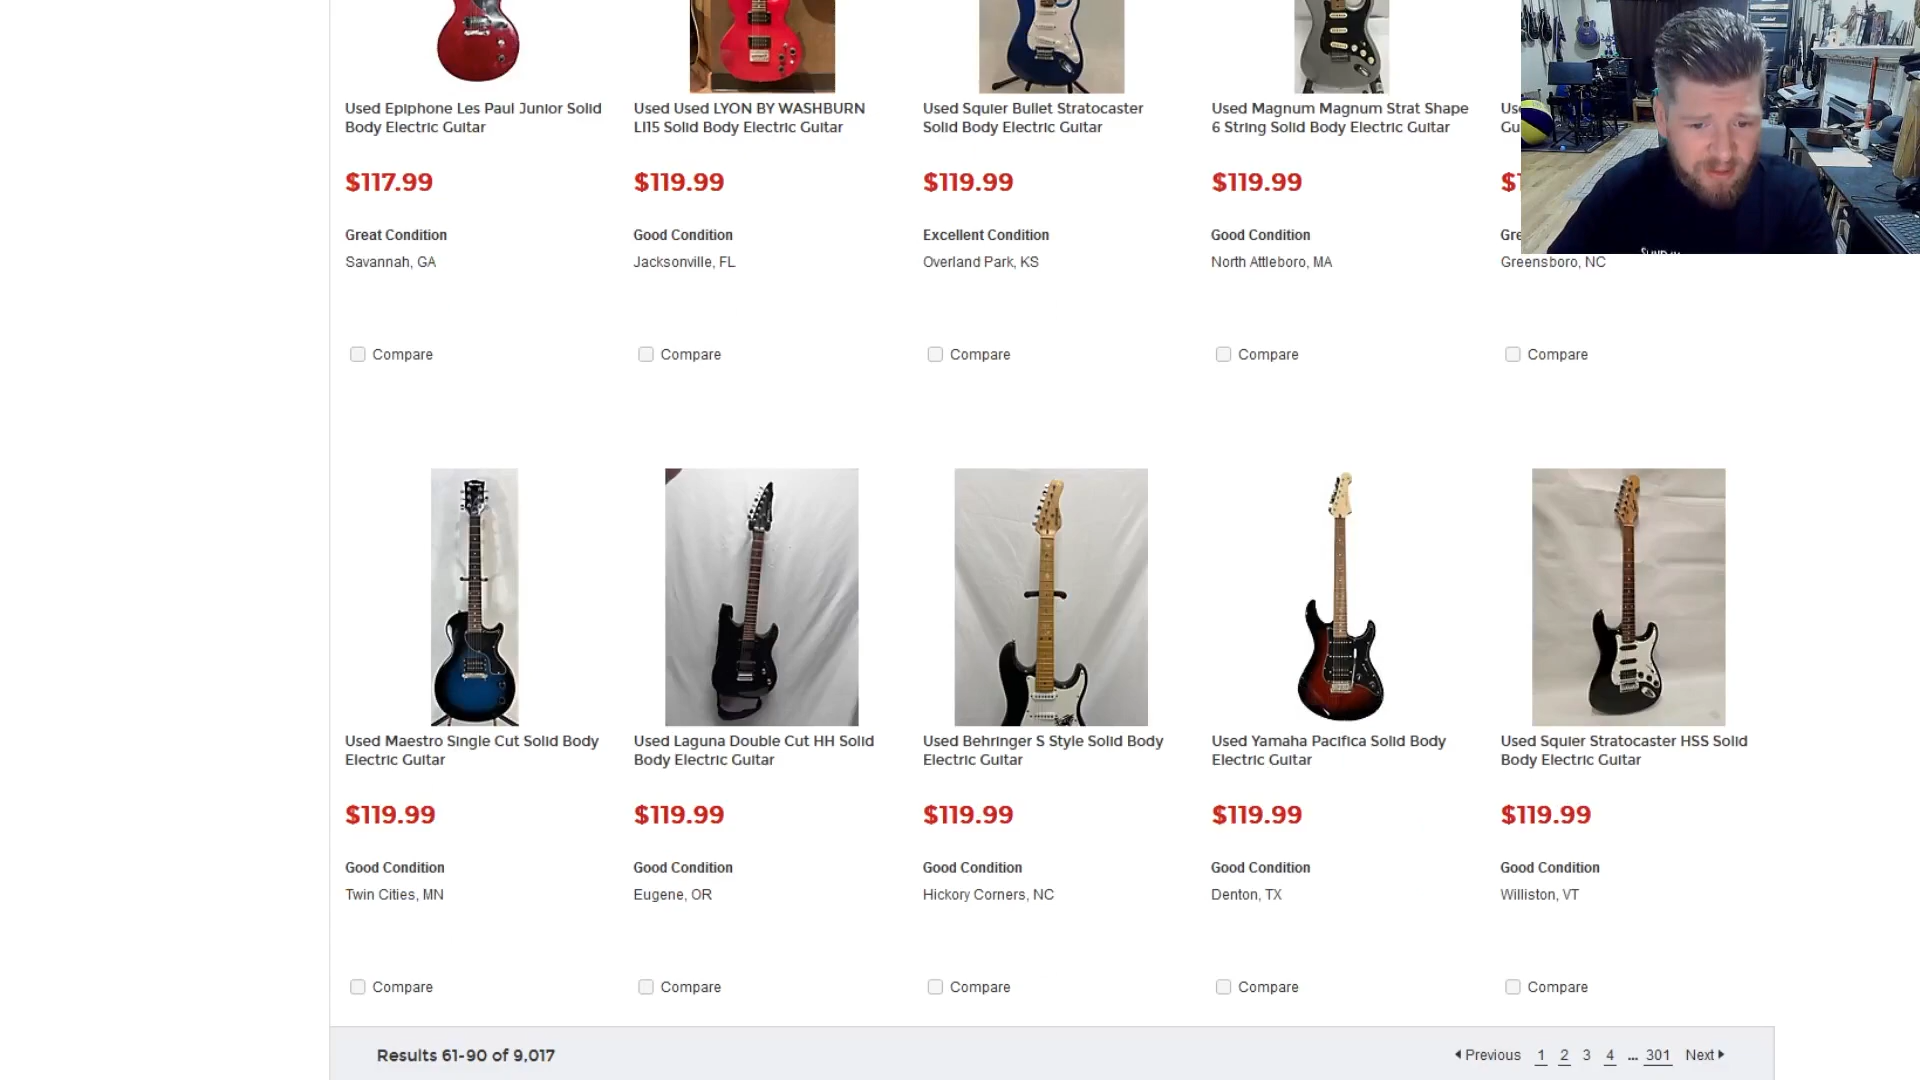 Used Epiphone Les Paul Junior Solid
Body Electric Guitar
$117.99
Great Condition
Savannah, GA
Compare
Used Used LYON BY WASHBURN
LI15 Solid Body Electric Guitar
$119.99
Good Condition
Jacksonville, FL
Compare
Used Squier Bullet Stratocaster
Solid Body Electric Guitar
$119.99
Excellent Condition
Overland Park, KS
Compare
Used Magnum Magnum Strat Shape
6 String Solid Body Electric Guitar
$119.99
Good Condition
North Attleboro, MA
Compare
Greensboro, NC
Compare
Used Maestro Single Cut Solid Body
Electric Guitar
$119.99
Good Condition
Twin Cities, MN
Compare
Used Laguna Double Cut HH Solid
Body Electric Guitar
$119.99
Good Condition
Eugene, OR
Compare
Used Behringer S Style Solid Body
Electric Guitar
$119.99
Good Condition
Hickory Corners, NC
Compare
Used Yamaha Pacifica Solid Body
Electric Guitar
$119.99
Good Condition
Denton, TX
Compare
Used Squier Stratocaster HSS Solid
Body Electric Guitar
$119.99
Good Condition
Williston, VT
Compare
Results 61-90 of 9,017
Previous 1 2 3 4 ... 301 Next